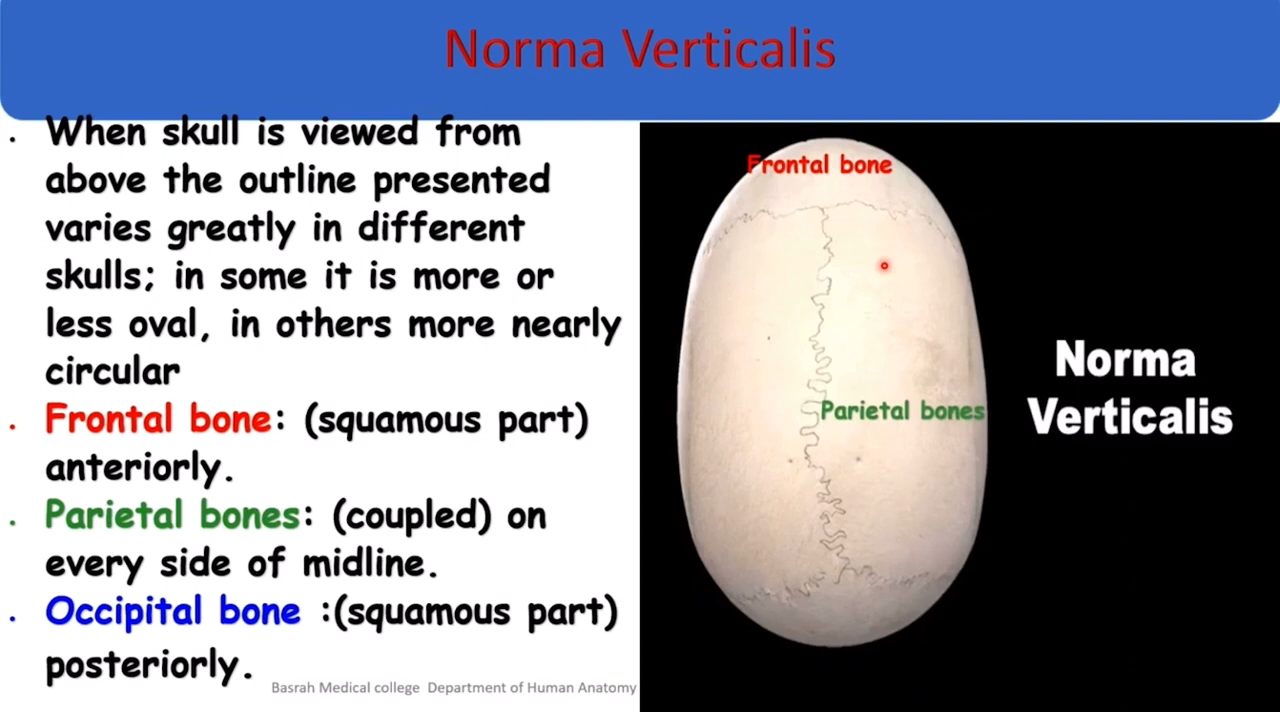 Norma Verticalis
. When skull is viewed from
above the outline presented
varies greatly in different
skulls; in some it is more or
less oval, in others more nearly
circular
. Frontal bone: (squamous part)
anteriorly.
. Parietal bones: (coupled) on
every side of midline.
. Occipital bone :(squamous part)
posteriorly.
Basrah Medical college Department of Human Anatomy
Frontal bone
Parietal bones
Norma
Verticalis